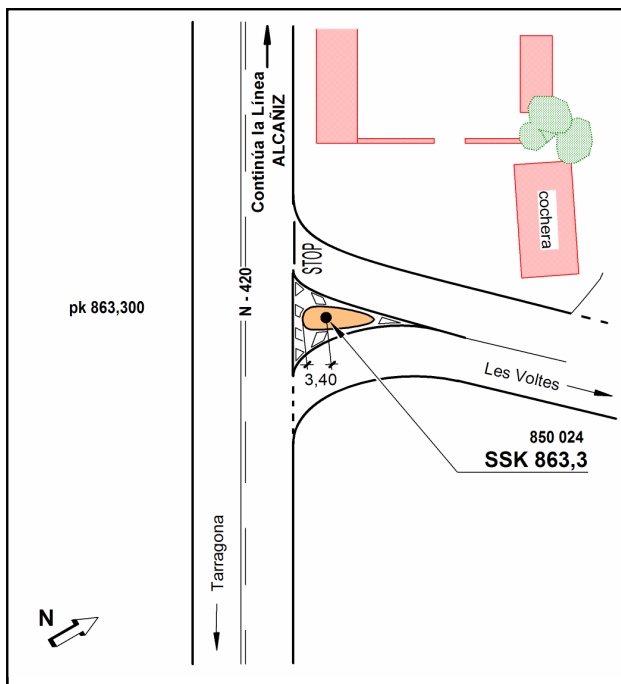 Continúa la Línea
ALCAÑIZ
cochera
STOP
N - 420
pk 863,300
Les Voltes
3,40
850 024
SSK 863,3
Tarragona
N